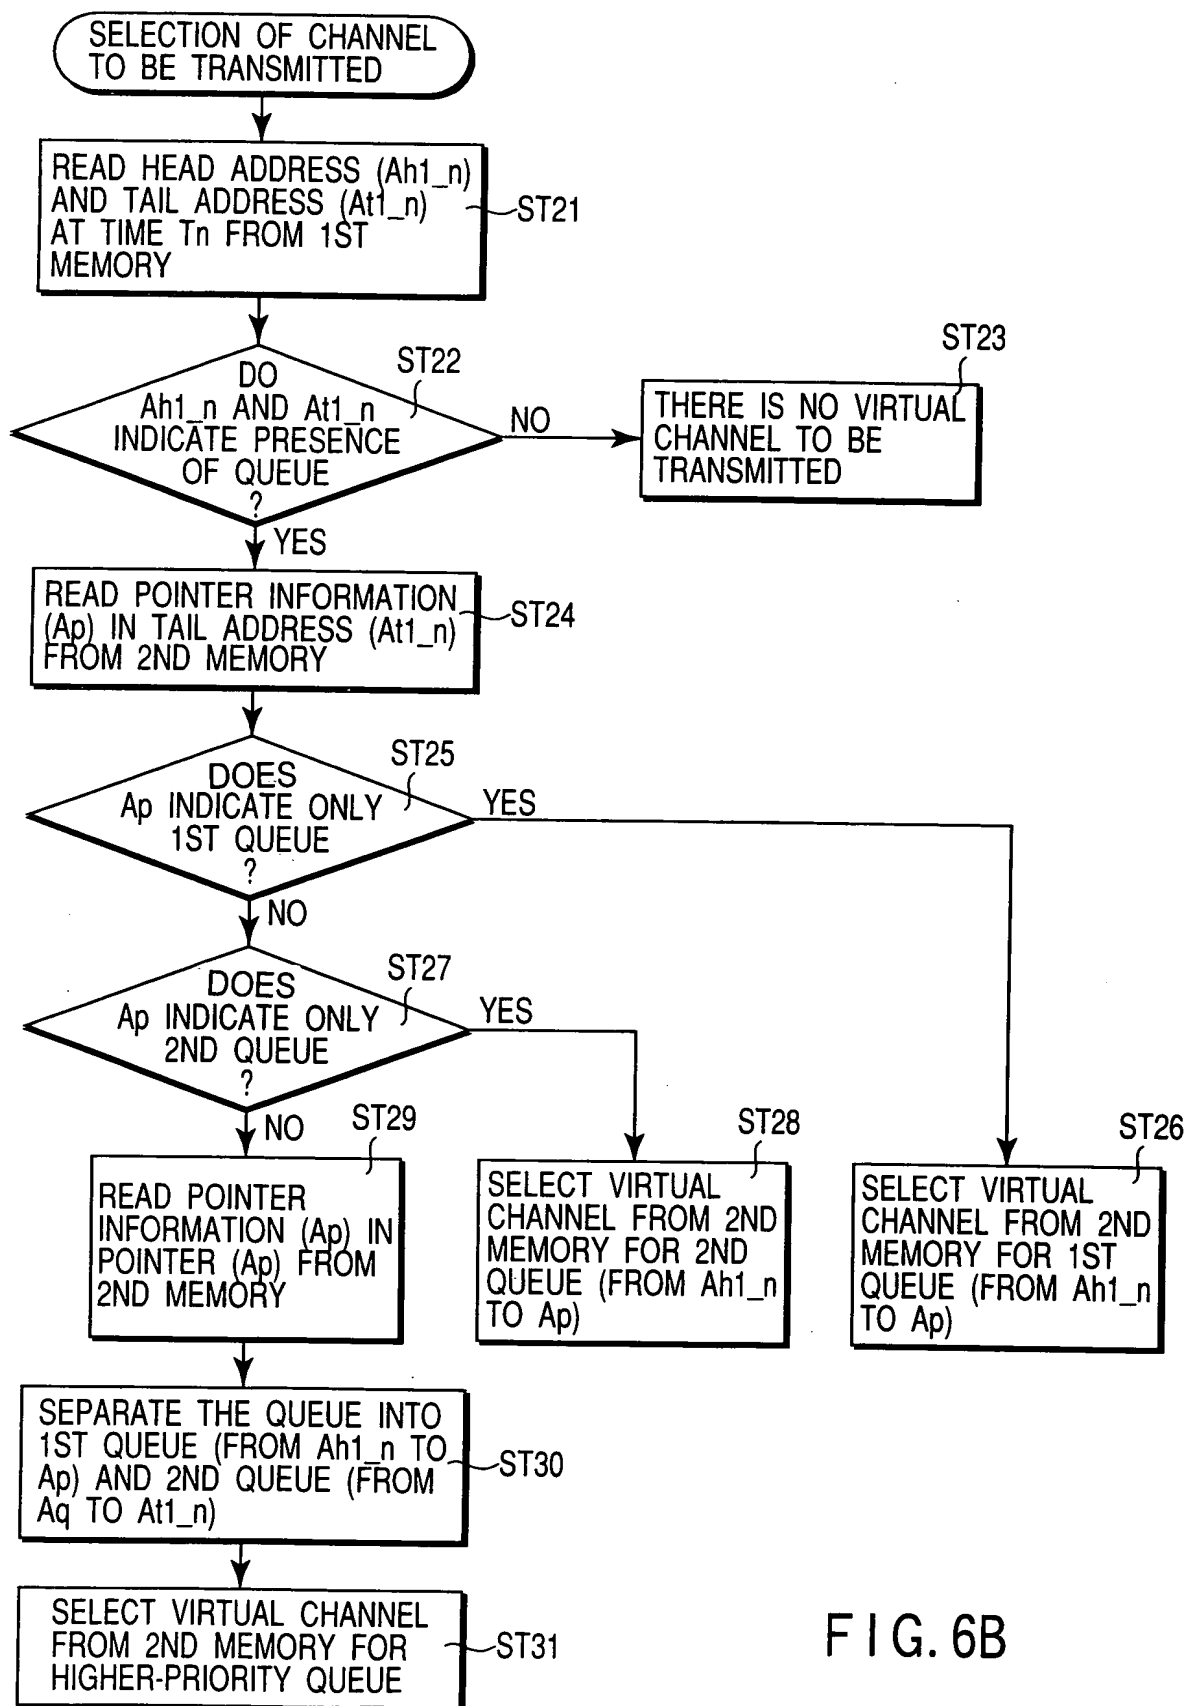 SELECTION OF CHANNEL
TO BE TRANSMITTED
READ HEAD ADDRESS (Ah1_n)
AND TAIL ADDRESS (At1_n)
AT TIME Tn FROM 1ST
MEMORY
ST21
DO
Ah1_n AND At1_n
INDICATE PRESENCE
OF QUEUE
?
ST22
NO
ST23
THERE IS NO VIRTUAL
CHANNEL TO BE
TRANSMITTED
YES
READ POINTER INFORMATION
(Ap) IN TAIL ADDRESS (At1_n)
FROM 2ND MEMORY
ST24
DOES
Ap INDICATE ONLY
1ST QUEUE
?
ST25
YES
NO
DOES
Ap INDICATE ONLY
2ND QUEUE
?
ST27
YES
NO
ST29
READ POINTER
INFORMATION (Ap) IN
POINTER (Ap) FROM
2ND MEMORY
ST28
SELECT VIRTUAL
CHANNEL FROM 2ND
MEMORY FOR 2ND
QUEUE (FROM Ah1_n
TO Ap)
ST26
SELECT VIRTUAL
CHANNEL FROM 2ND
MEMORY FOR 1ST
QUEUE (FROM Ah1_n
TO Ap)
SEPARATE THE QUEUE INTO
1ST QUEUE (FROM Ah1_n TO
Ap) AND 2ND QUEUE (FROM
Aq TO At1_n)
ST30
SELECT VIRTUAL CHANNEL
FROM 2ND MEMORY FOR
HIGHER-PRIORITY QUEUE
ST31
FIG. 6B